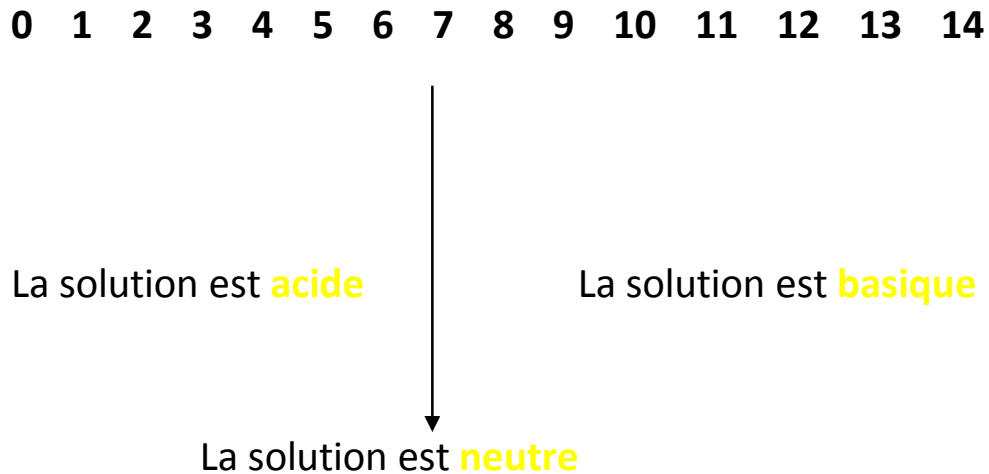 0 1 2 3 4 5 6 7 8 9 10 11 12 13 14
La solution est acide
La solution est basique
La solution est neutre